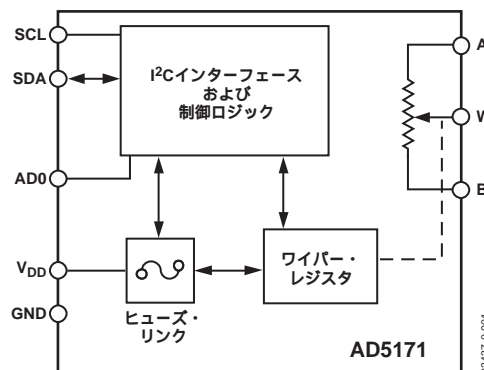 SCL
SDA
AD0
VDD
GND
I2Cインターフェース
および
制御ロジック
ヒューズ・
リンク
ワイパー・
レジスタ
A
W
B
AD5171